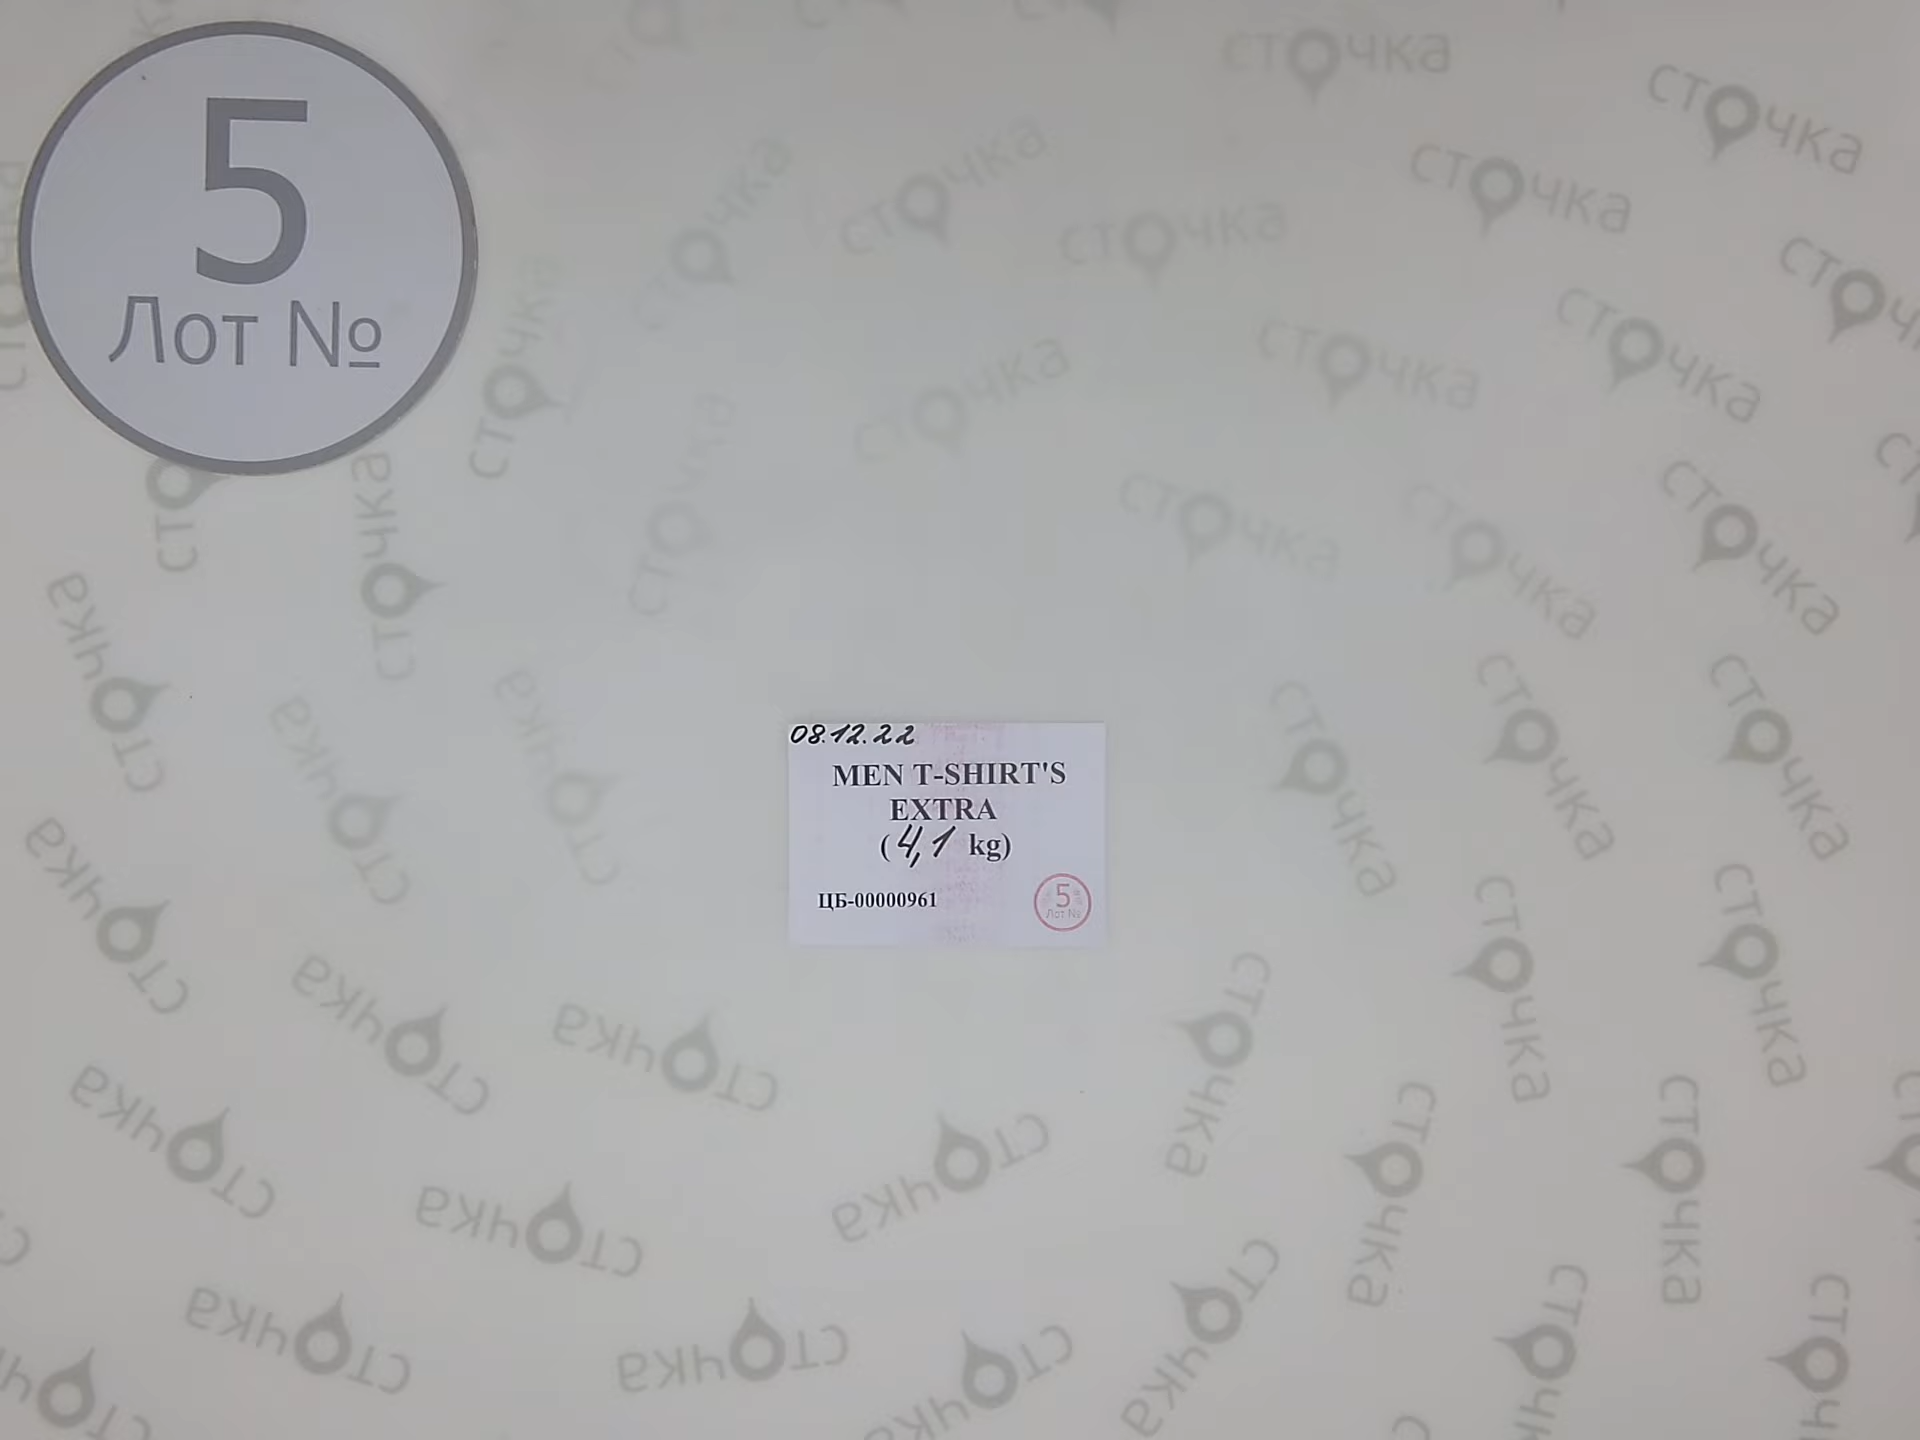 5
Лот №
08.12.22
MEN T-SHIRT'S
EXTRA
(4,1 kg)
ЦБ-00000961
5
Лот №
сточка